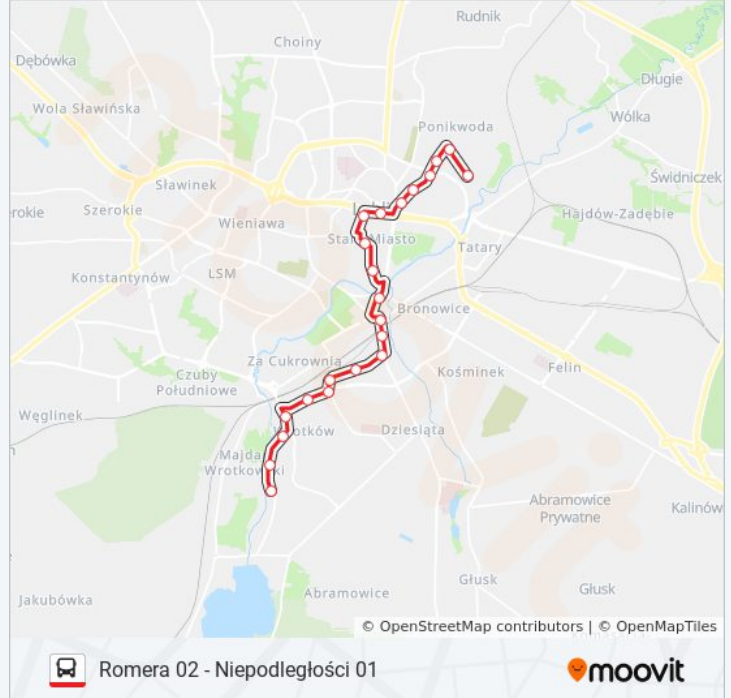 Rudnik
Choiny
Dębówka
Długie
Wola Sławińska
Wólka
Ponikwoda
Świdniczek
Sławinek
erokie
Szerokie
Hajdów-Zadębie
Wieniawa
Stare Miasto
Tatary
LSM
Konstantynów
Bronowice
Za Cukrownią
Felin
Kośminek
Czuby
Południowe
Węglinek
Wrotków
Dziesiąta
Majdan
Wrotkowski
Abramowice
Prywatne
Kalinów
Głusk
Głusk
Jakubówka
Abramowice
© OpenStreetMap contributors | © OpenMapTiles
Romera 02 - Niepodległości 01
moovit